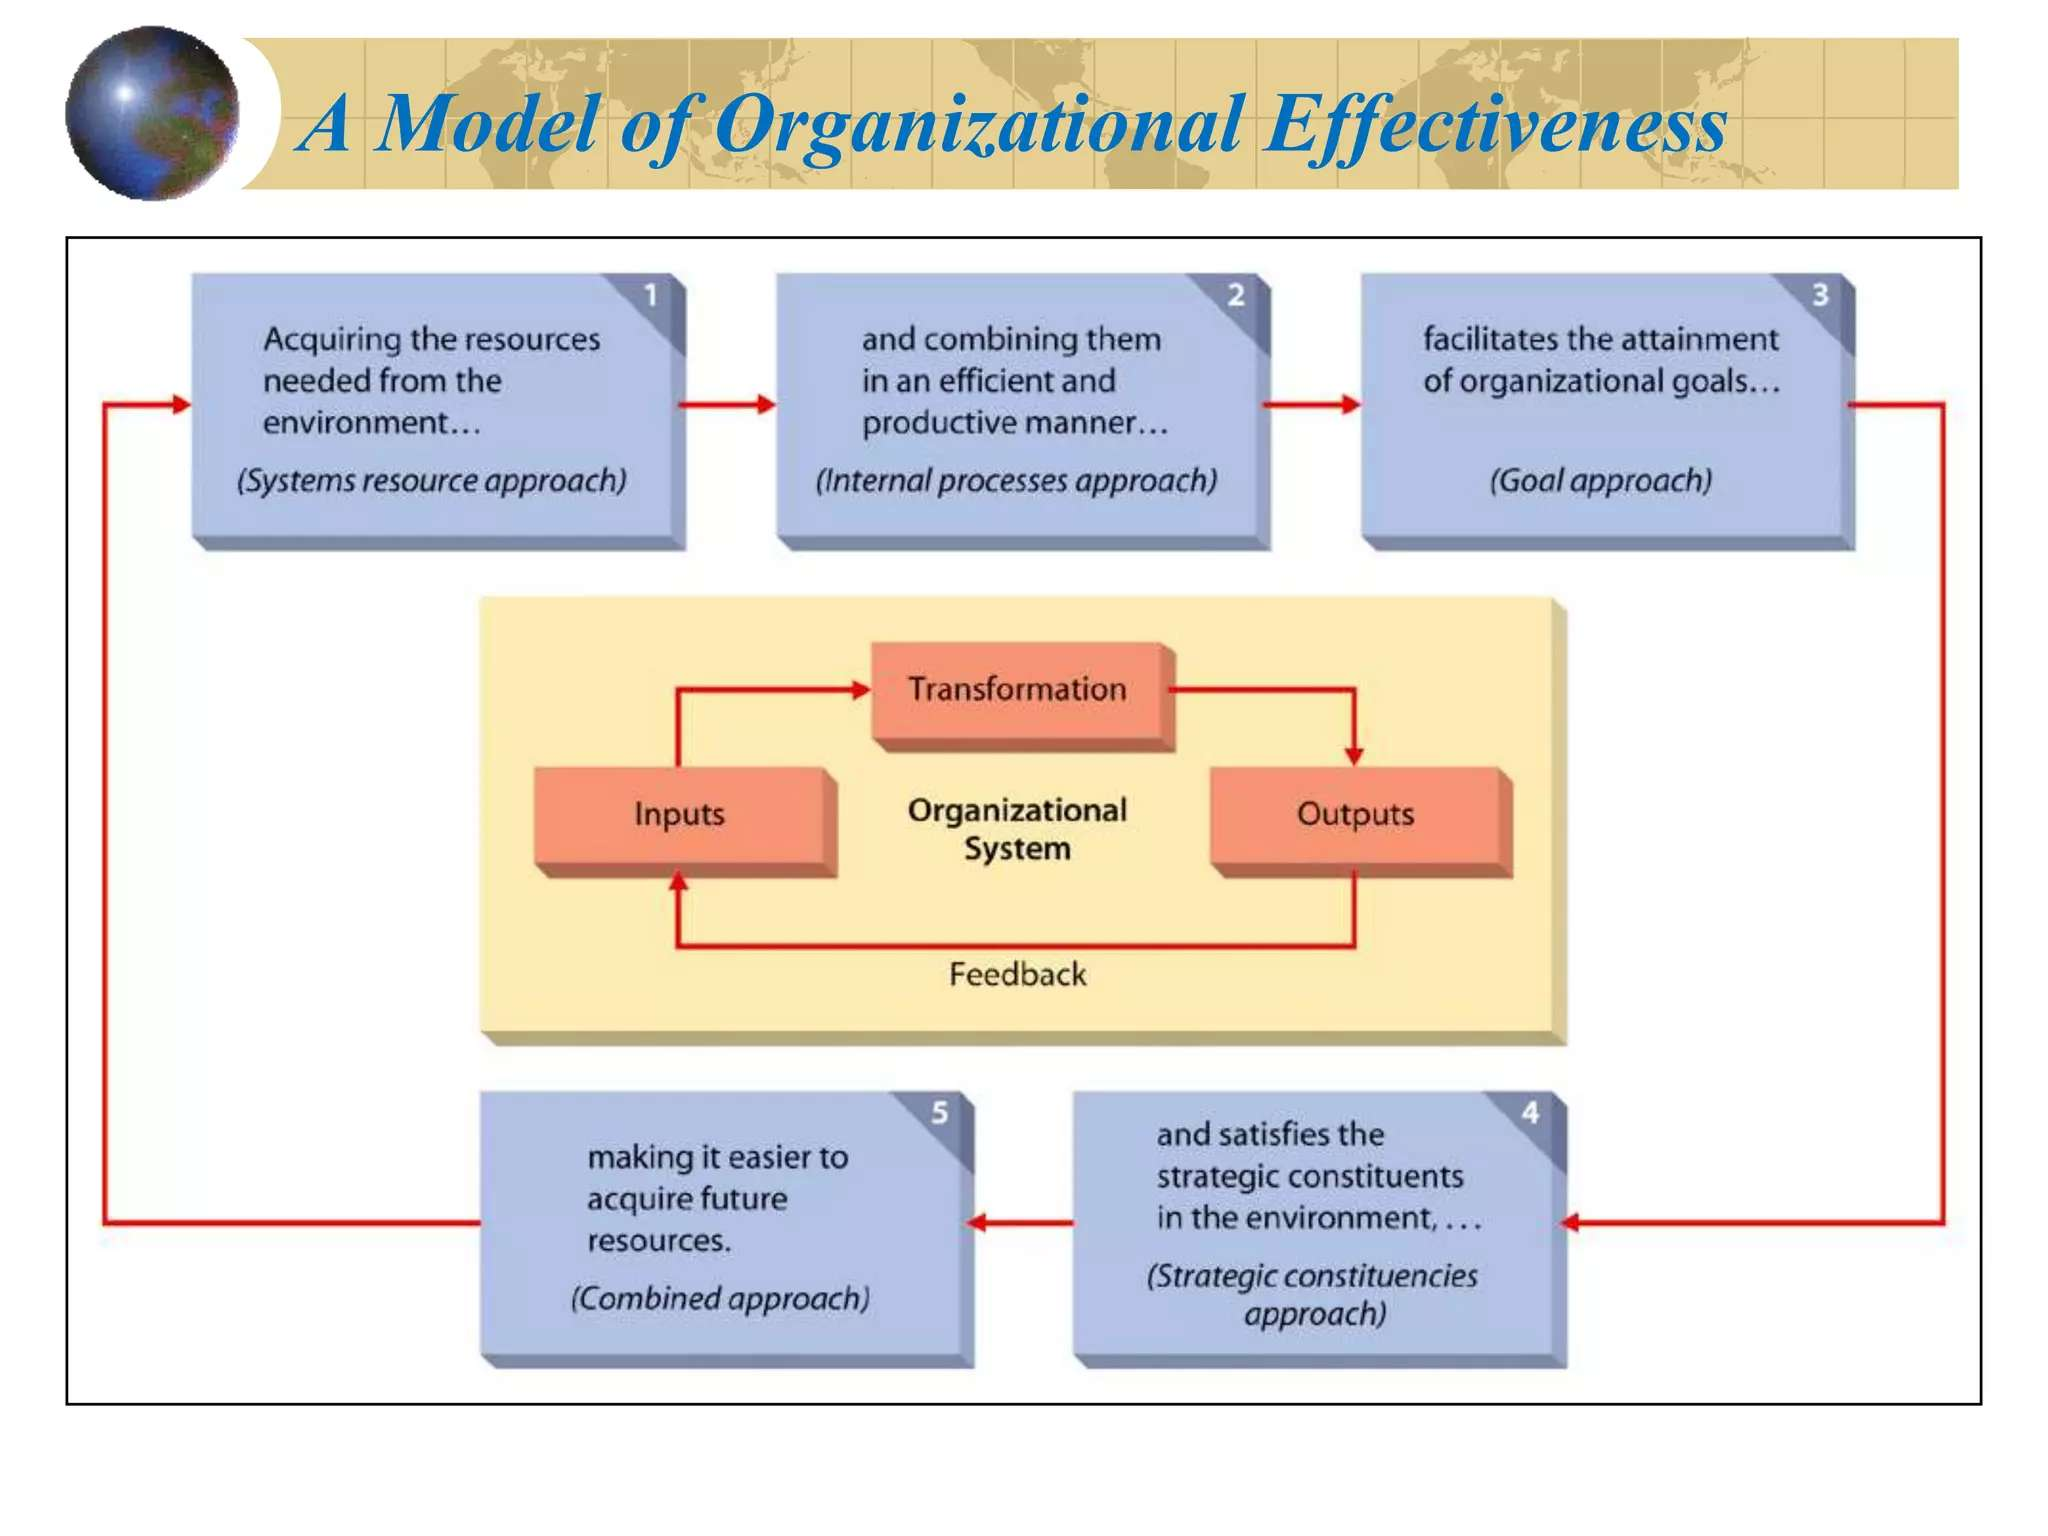 A Model of Organizational Effectiveness
1
Acquiring the resources
needed from the
environment…
(Systems resource approach)
2
and combining them
in an efficient and
productive manner…
(Internal processes approach)
3
facilitates the attainment
of organizational goals…
(Goal approach)
Transformation
Inputs
Organizational
System
Outputs
Feedback
5
making it easier to
acquire future
resources.
(Combined approach)
4
and satisfies the
strategic constituents
in the environment, …
(Strategic constituencies
approach)